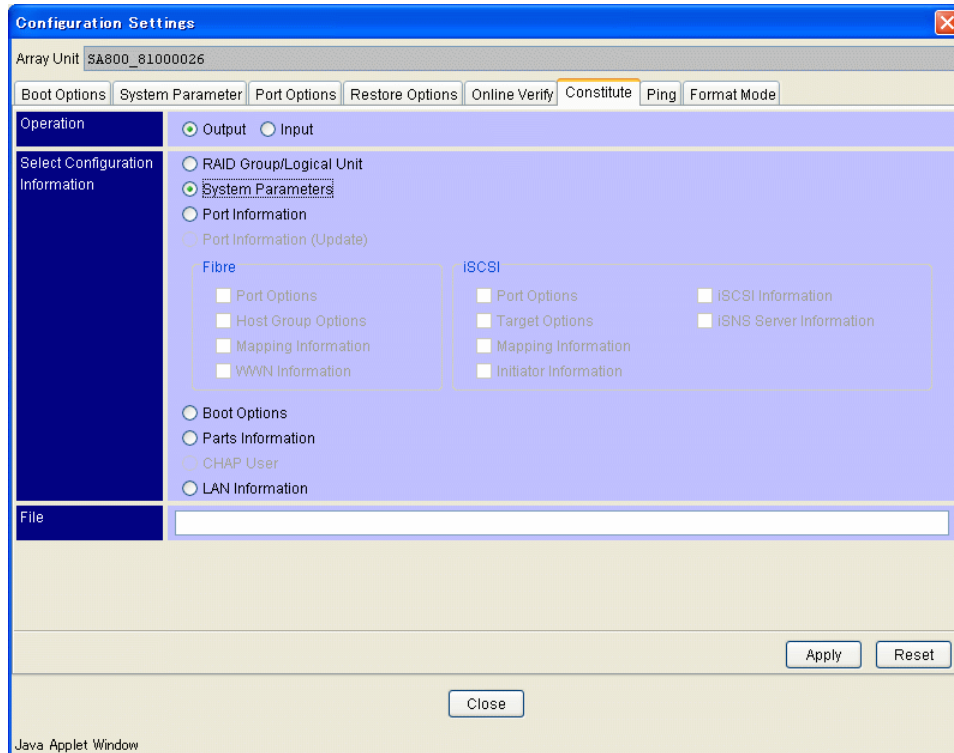 Configuration Settings
Array Unit SA800_81000026
Boot Options System Parameter Port Options Restore Options Online Verify Constitute Ping Format Mode
Operation Output Input
Select Configuration Information
RAID Group/Logical Unit
System Parameters
Port Information
Port Information (Update)
Fibre iSCSI
Port Options Port Options iSCSI Information
Host Group Options Target Options iSNS Server Information
Mapping Information Mapping Information
WWN Information Initiator Information
Boot Options
Parts Information
CHAP User
LAN Information
File
Apply Reset
Close
Java Applet Window